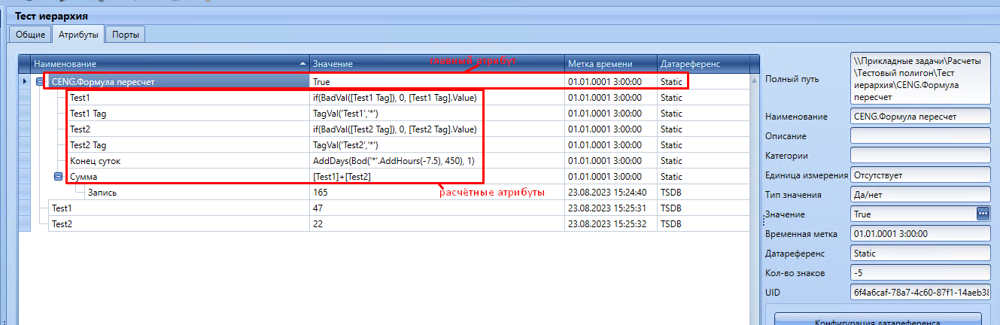 Тест иерархия
Общие Атрибуты Порты
Наименование Значение Метка времени Датареференс
главный атрибут
CENG.Формула пересчет True 01.01.0001 3:00:00 Static
Test1 if(BadVal([Test1 Tag]), 0, [Test1 Tag].Value) 01.01.0001 3:00:00 Static
Test1 Tag TagVal('Test1','*') 01.01.0001 3:00:00 Static
Test2 if(BadVal([Test2 Tag]), 0, [Test2 Tag].Value) 01.01.0001 3:00:00 Static
Test2 Tag TagVal('Test2','*') 01.01.0001 3:00:00 Static
Конец суток AddDays(Bod('*'.AddHours(-7.5), 450), 1) 01.01.0001 3:00:00 Static
Сумма [Test1]+[Test2] 01.01.0001 3:00:00 Static
расчётные атрибуты
Запись 165 23.08.2023 15:24:40 TSDB
Test1 47 23.08.2023 15:25:31 TSDB
Test2 22 23.08.2023 15:25:32 TSDB
Полный путь
\\Прикладные задачи\Расчеты
\Тестовый полигон\Тест
иерархия\CENG.Формула
пересчет
Наименование CENG.Формула пересчет
Описание
Категории
Единица измерения Отсутствует
Тип значения Да/нет
Значение True
Временная метка 01.01.0001 3:00:00
Датареференс Static
Кол-во знаков -5
UID 6f4a6caf-78a7-4c60-87f1-14aeb38
Конфигурация датареференса